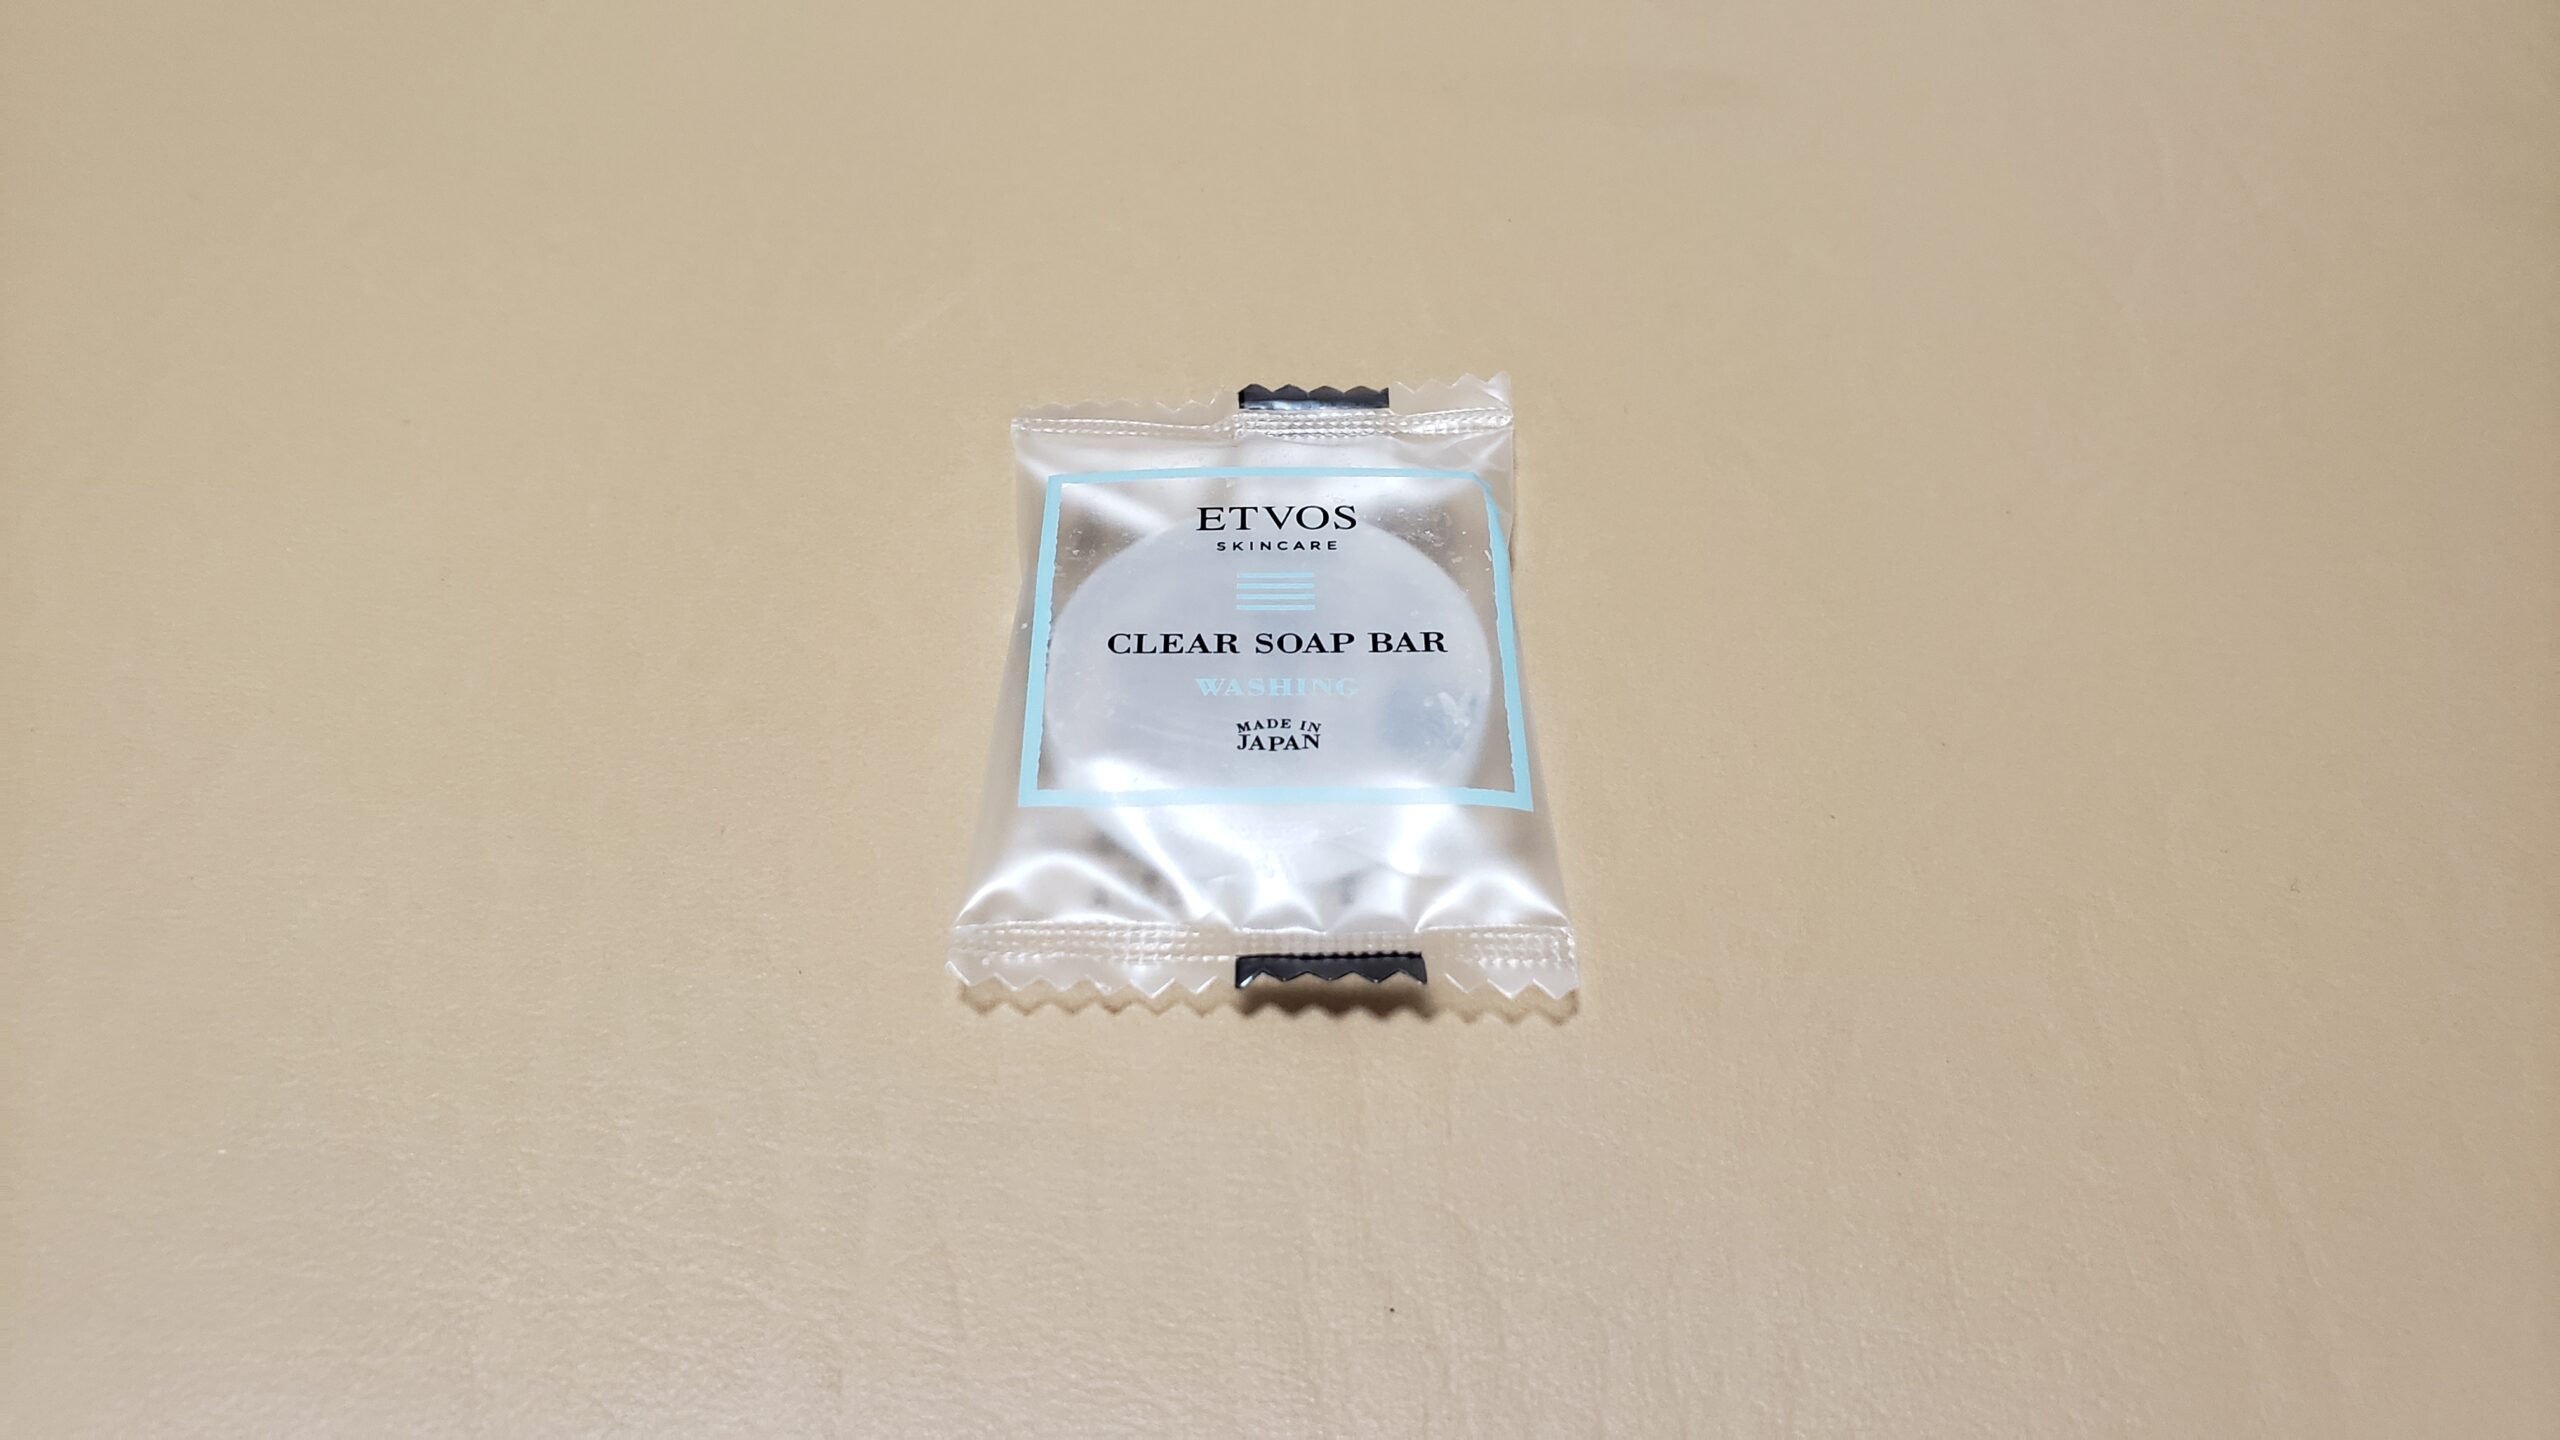 ETVOS
SKINCARE
CLEAR SOAP BAR
WASHING
MADE IN
JAPAN